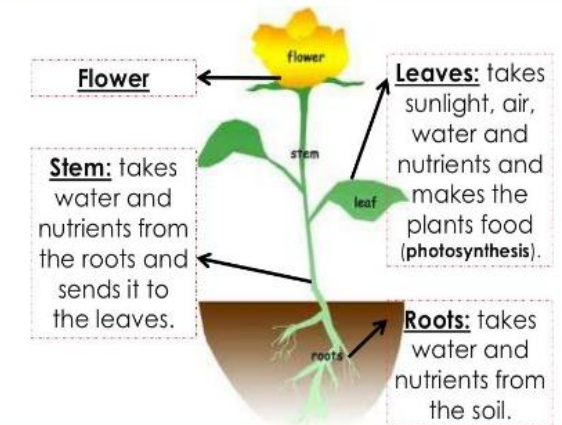 flower
Flower
Leaves: takes
sunlight, air,
water and
nutrients and
makes the
plants food
(photosynthesis).
stem
Stem: takes
water and
nutrients from
the roots and
sends it to
the leaves.
leaf
roots
Roots: takes
water and
nutrients from
the soil.